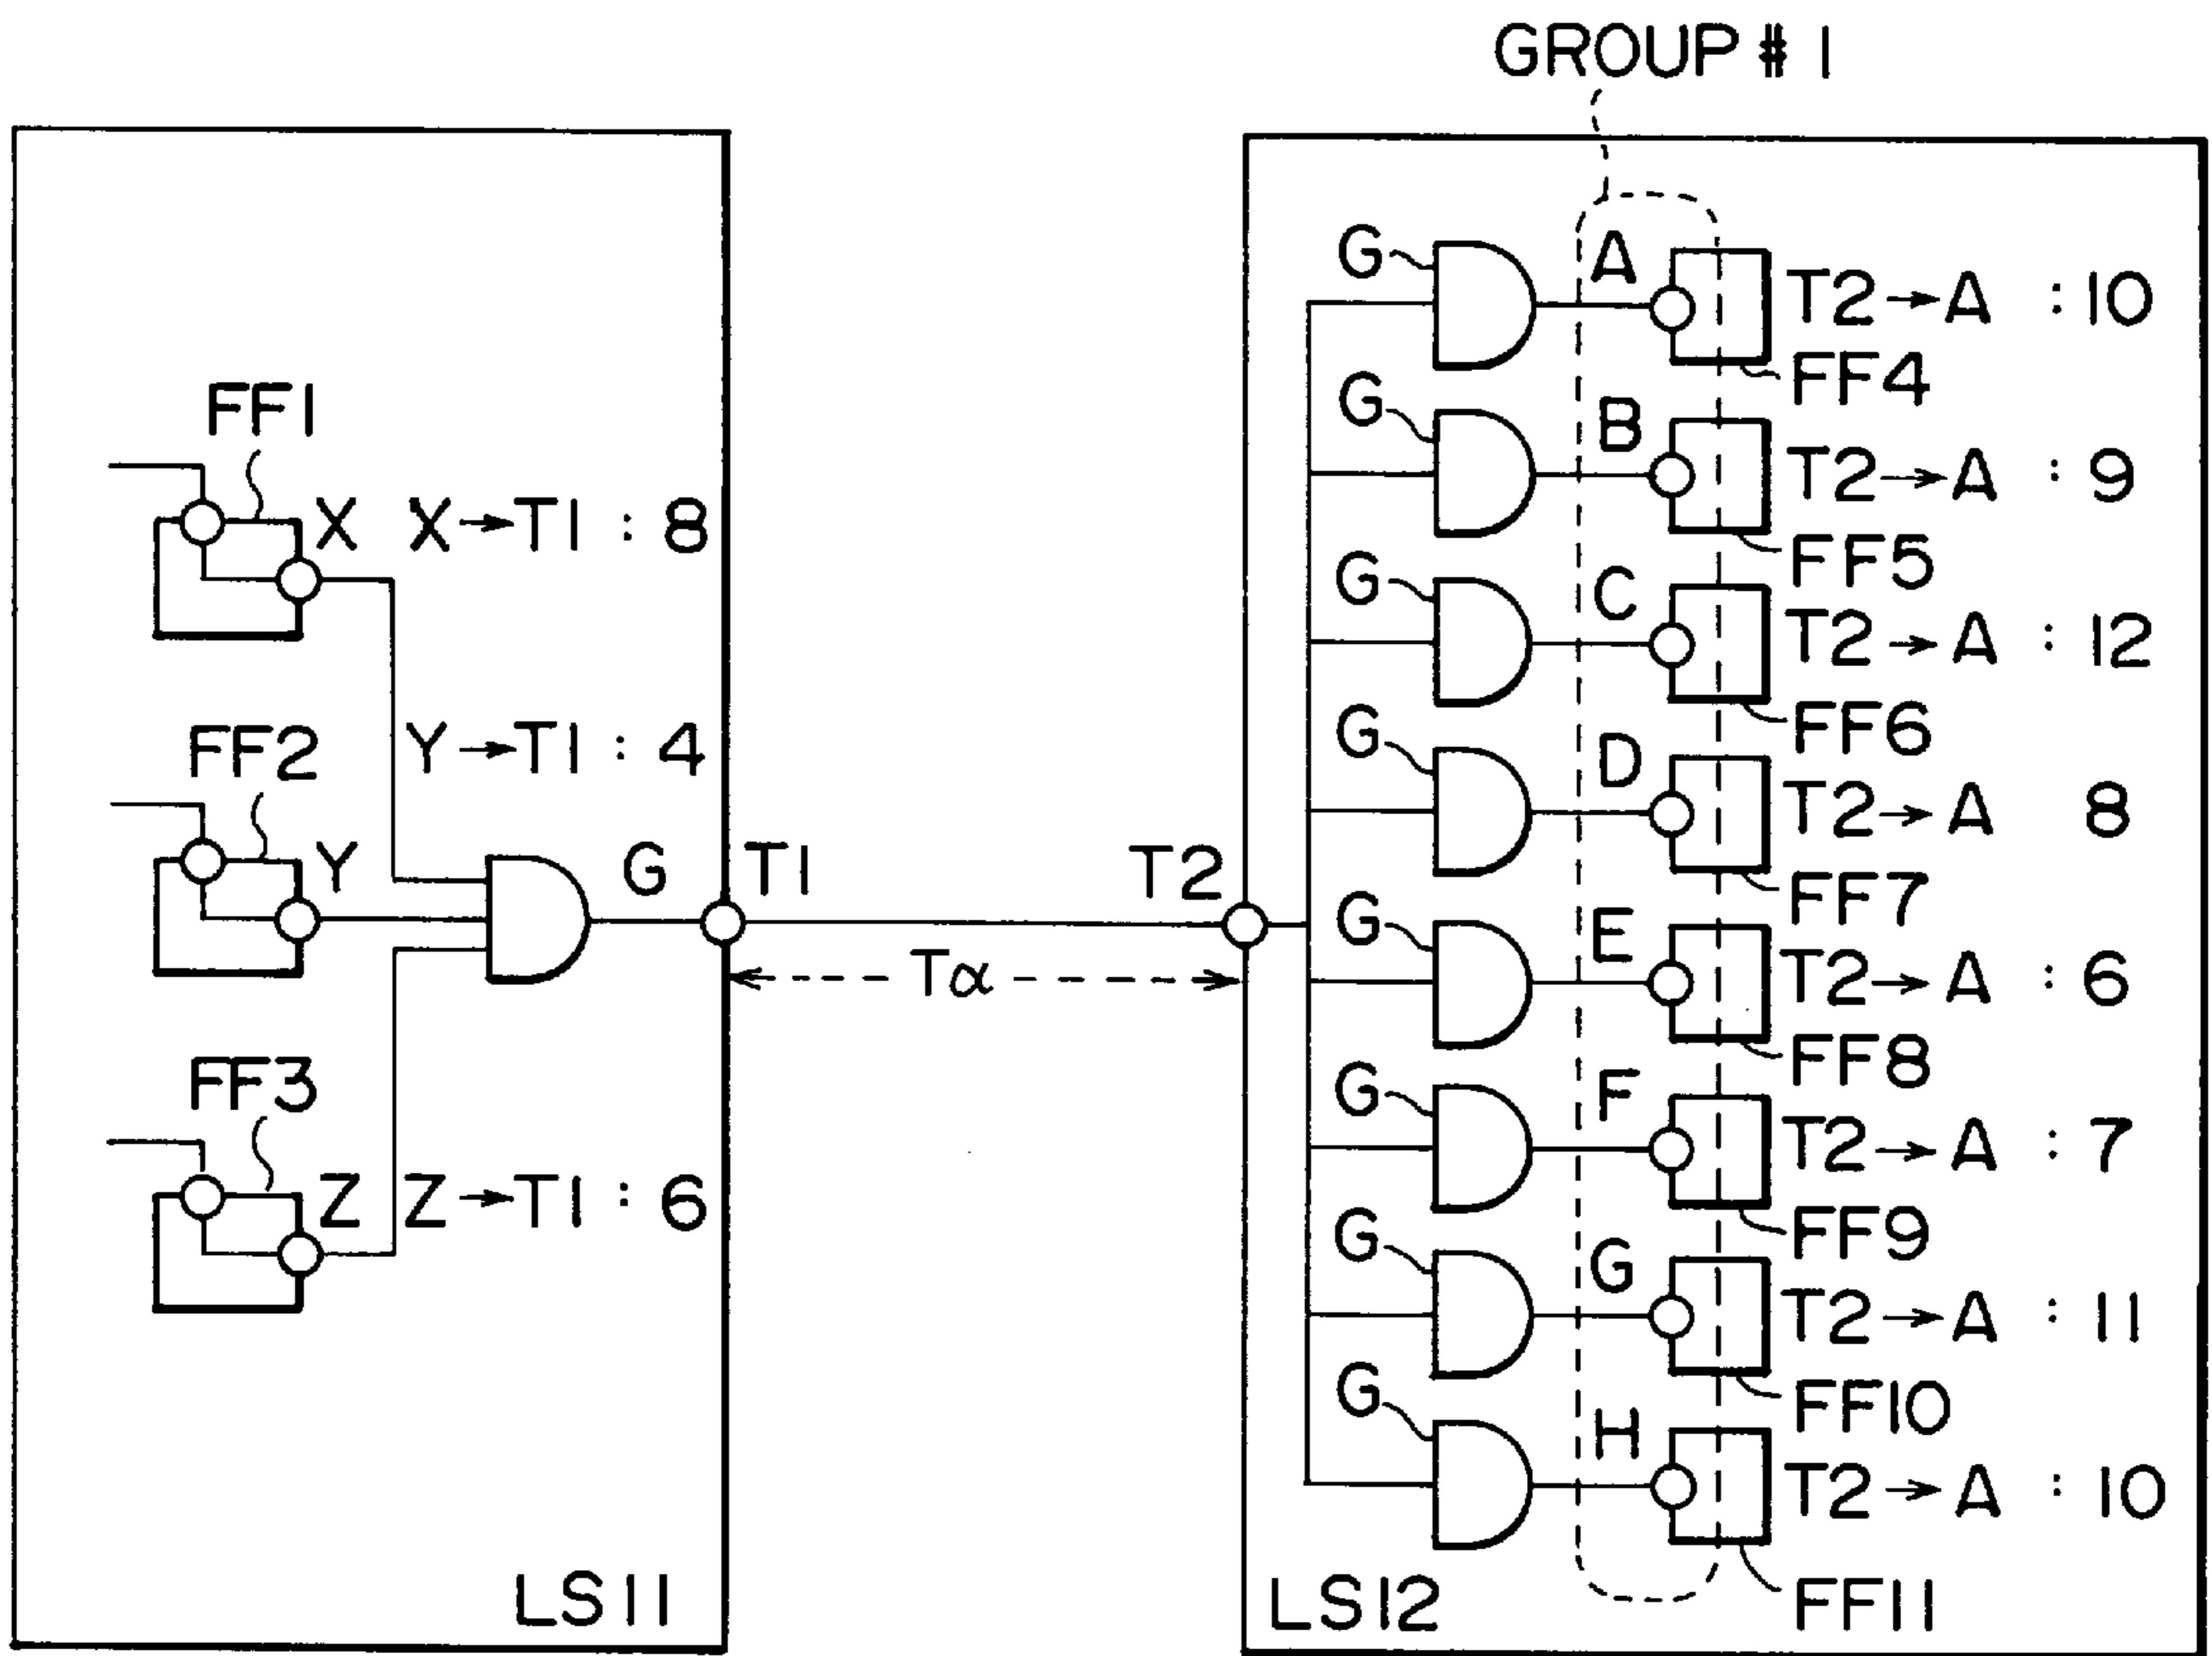 GROUP # 1
FF1
X X→T1 : 8
FF2
Y→T1 : 4
Y
G
T1
FF3
Z Z→T1 : 6
LSI1
Tα
T2
G
A
T2→A : 10
FF4
G
B
T2→A : 9
FF5
G
C
T2→A : 12
FF6
G
D
T2→A 8
FF7
G
E
T2→A : 6
FF8
G
F
T2→A : 7
FF9
G
G
T2→A : 11
FF10
G
H
T2→A : 10
FF11
LSI2